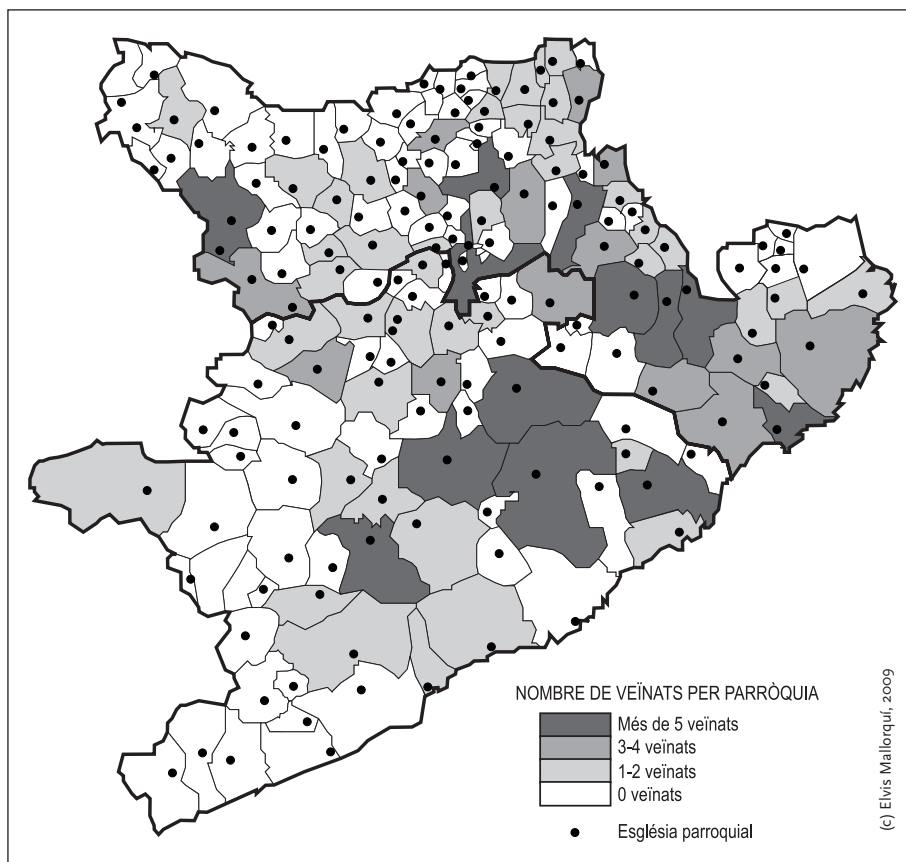 NOMBRE DE VEÏNATS PER PARRÒQUIA
Més de 5 veïnats
3-4 veïnats
1-2 veïnats
0 veïnats
Església parroquial
(c) Elvis Mallorquí, 2009